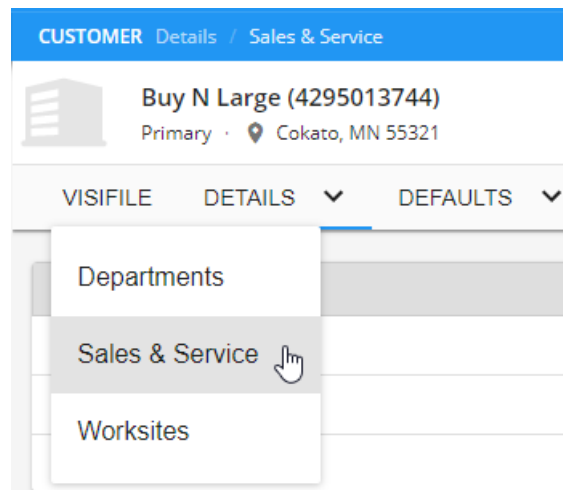 CUSTOMER Details / Sales & Service
Buy N Large (4295013744)
Primary · Cokato, MN 55321
VISIFILE DETAILS DEFAULTS
Departments
Sales & Service
Worksites